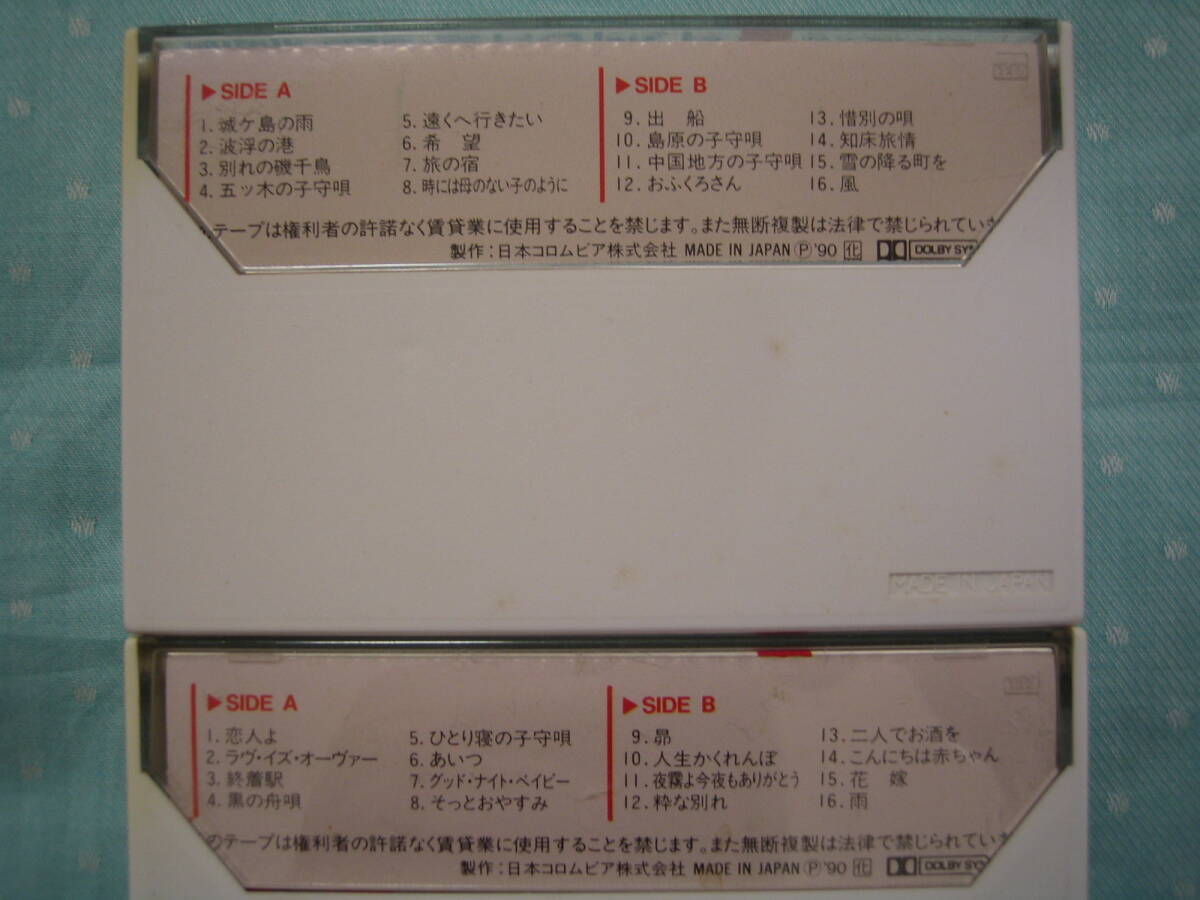 ▶SIDE A
1. 城ケ島の雨
2. 波浮の港
3. 別れの磯千鳥
4. 五ッ木の子守唄
5. 遠くへ行きたい
6. 希　望
7. 旅の宿
8. 時には母のない子のように
▶SIDE B
9. 出　船
10. 島原の子守唄
11. 中国地方の子守唄
12. おふくろさん
13. 惜別の唄
14. 知床旅情
15. 雪の降る町を
16. 風
テープは権利者の許諾なく賃貸業に使用することを禁じます。また無断複製は法律で禁じられていま
製作：日本コロムビア株式会社 MADE IN JAPAN Ⓟ'90 化 DOLBY SY
MADE IN JAPAN
▶SIDE A
1. 恋人よ
2. ラヴ・イズ・オーヴァー
3. 終着駅
4. 黒の舟唄
5. ひとり寝の子守唄
6. あいつ
7. グッド・ナイト・ベイビー
8. そっとおやすみ
▶SIDE B
9. 昴
10. 人生かくれんぼ
11. 夜霧よ今夜もありがとう
12. 粋な別れ
13. 二人でお酒を
14. こんにちは赤ちゃん
15. 花　嫁
16. 雨
のテープは権利者の許諾なく賃貸業に使用することを禁じます。また無断複製は法律で禁じられてい
製作：日本コロムビア株式会社 MADE IN JAPAN Ⓟ'90 化 DOLBY SY